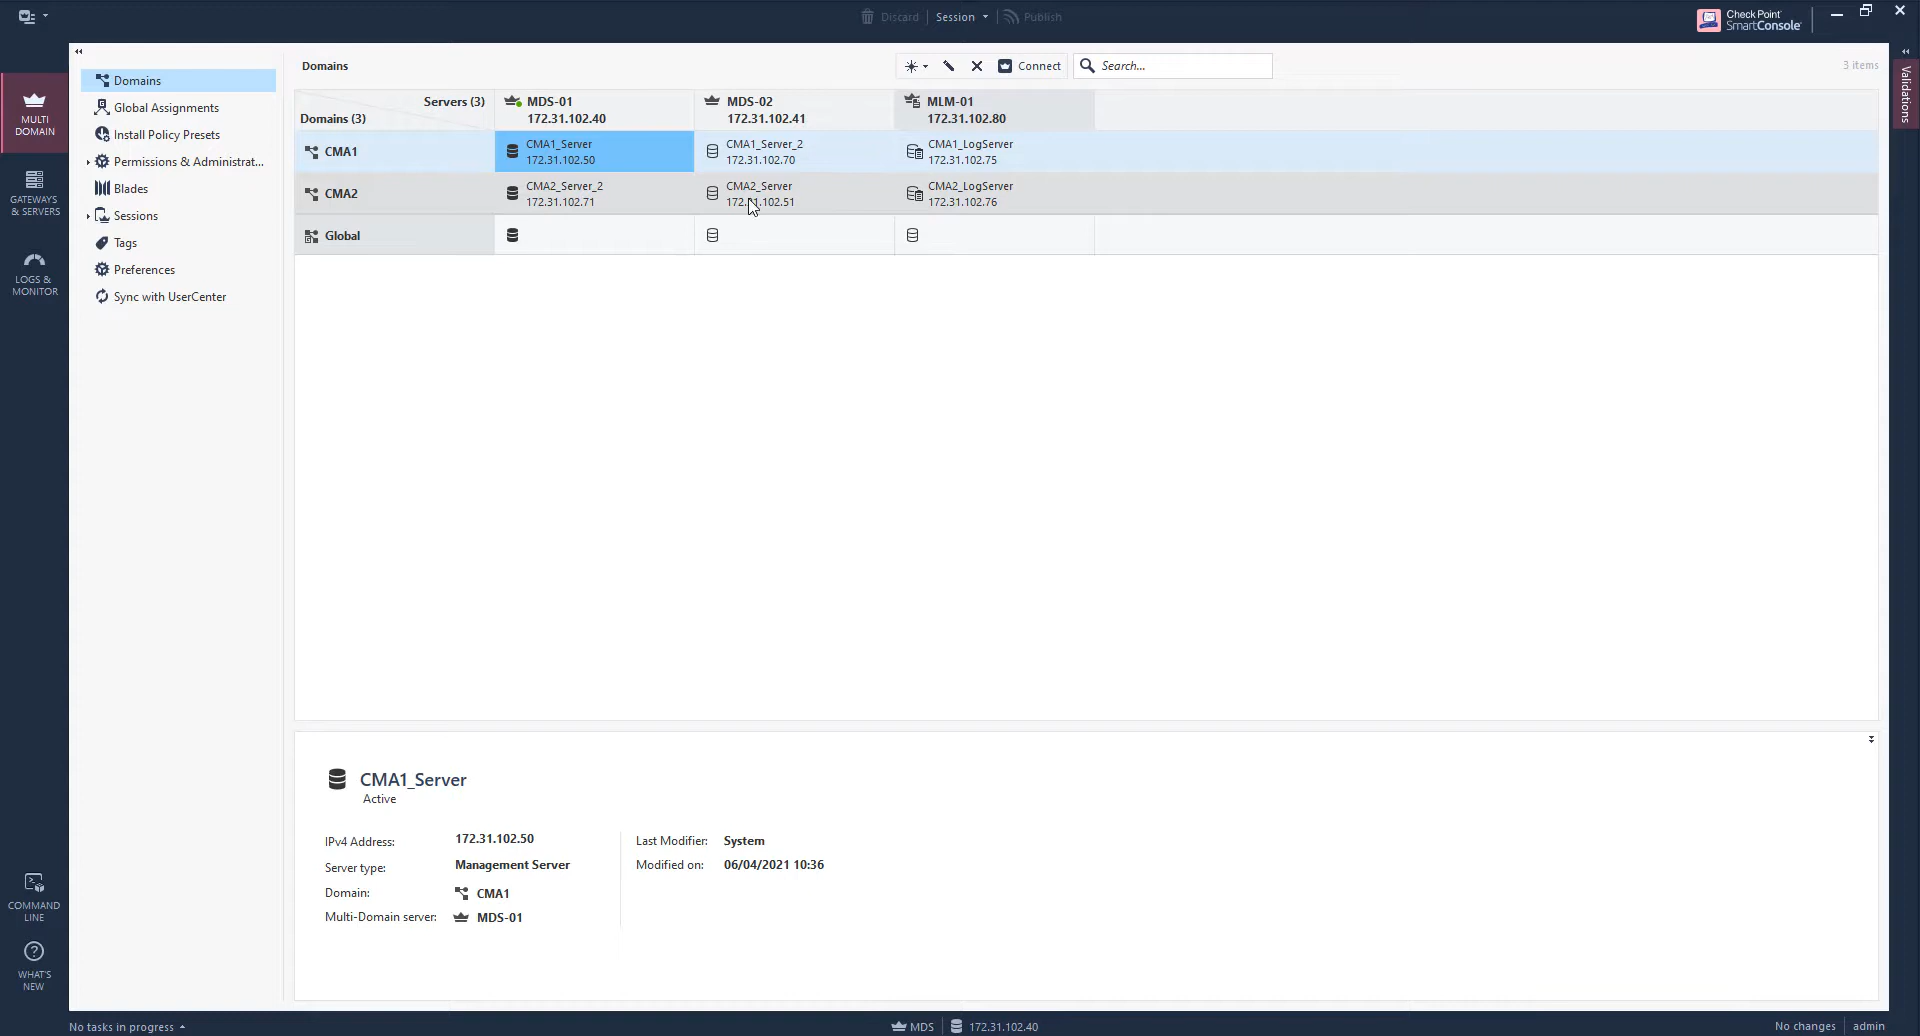 Discard
Session
Publish
Check Point
SmartConsole
MULTI
DOMAIN
GATEWAYS
& SERVERS
LOGS &
MONITOR
COMMAND
LINE
?
WHAT'S
NEW
Domains
Global Assignments
Install Policy Presets
Permissions & Administrat...
Blades
Sessions
Tags
Preferences
Sync with UserCenter
Domains
Connect
Search...
3 items
Validations
Servers (3)
Domains (3)
MDS-01
172.31.102.40
MDS-02
172.31.102.41
MLM-01
172.31.102.80
CMA1
CMA1_Server
172.31.102.50
CMA1_Server_2
172.31.102.70
CMA1_LogServer
172.31.102.75
CMA2
CMA2_Server_2
172.31.102.71
CMA2_Server
172.31.102.51
CMA2_LogServer
172.31.102.76
Global
CMA1_Server
Active
IPv4 Address: 172.31.102.50
Server type: Management Server
Domain: CMA1
Multi-Domain server: MDS-01
Last Modifier: System
Modified on: 06/04/2021 10:36
No tasks in progress
MDS
172.31.102.40
No changes
admin